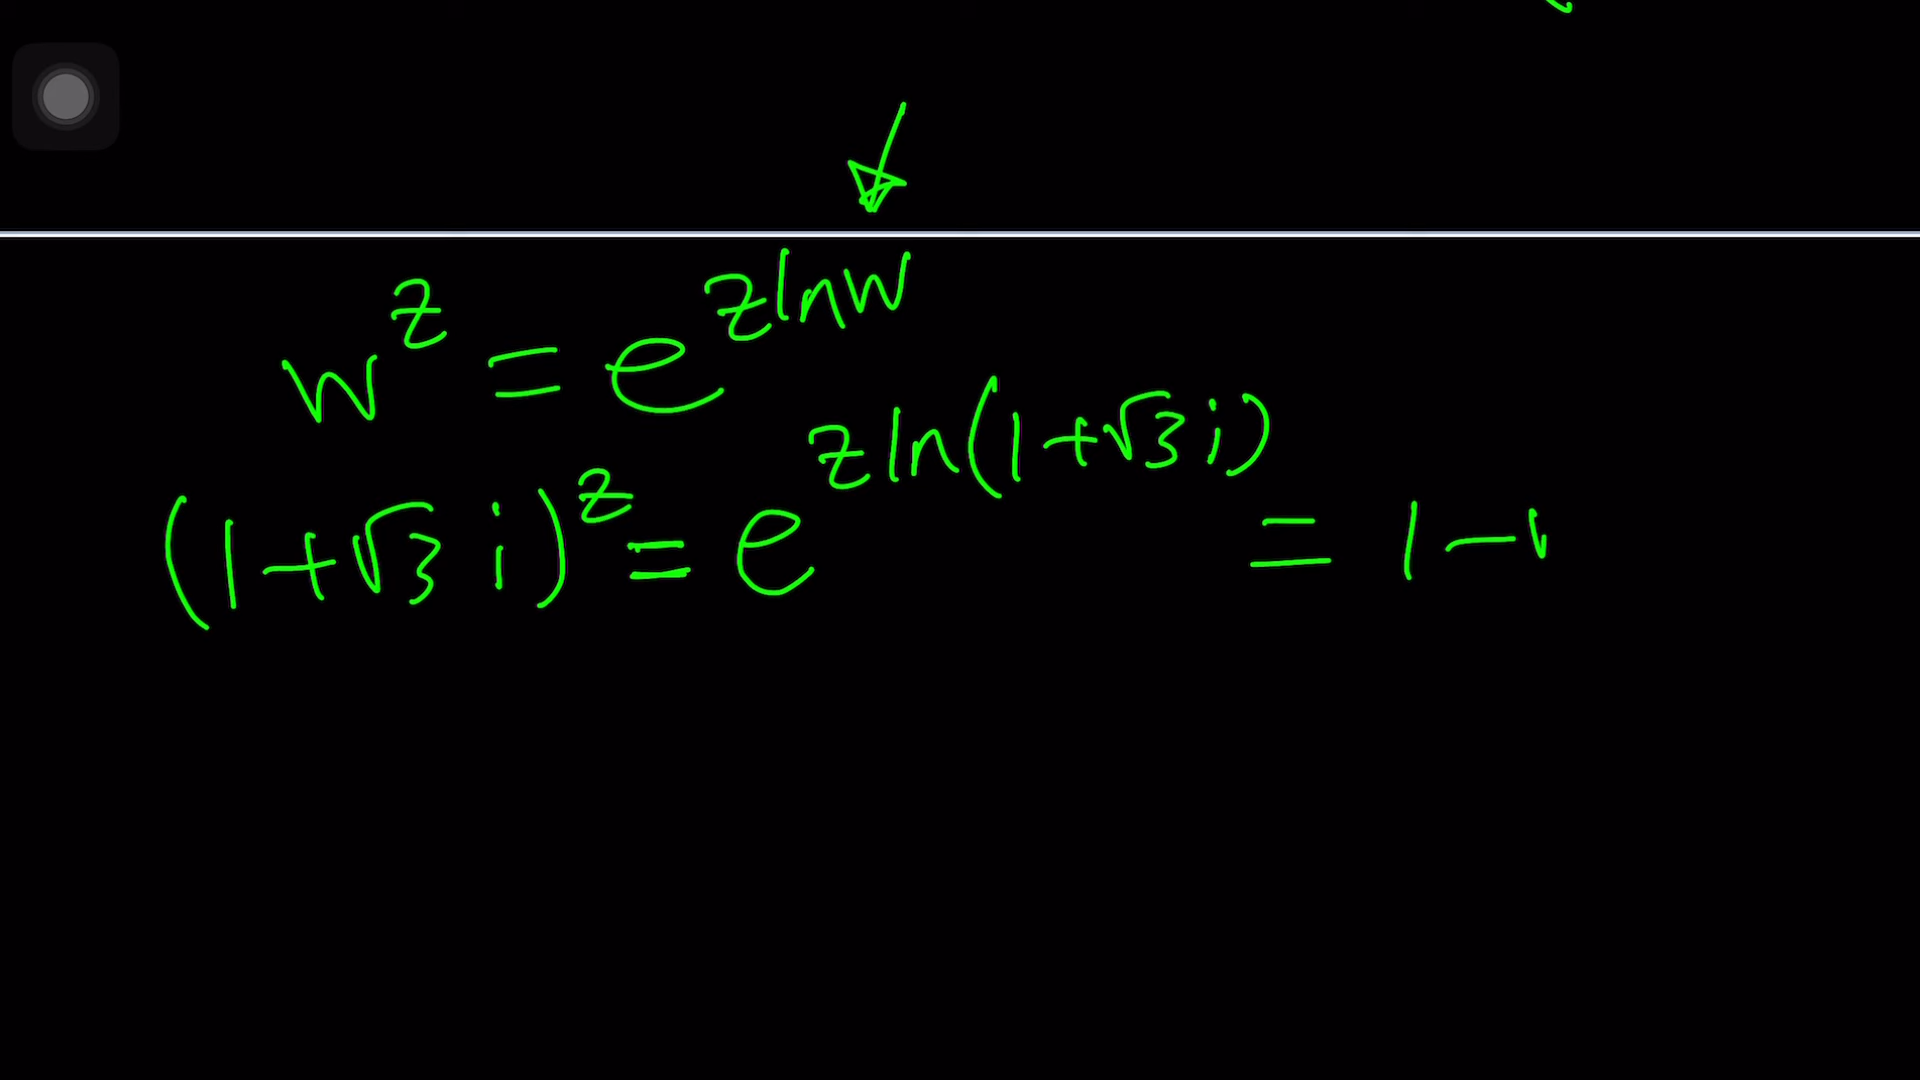 w^z = e^{z ln w}
(1+√3 i)^z = e^{z ln(1+√3 i)} = 1 −